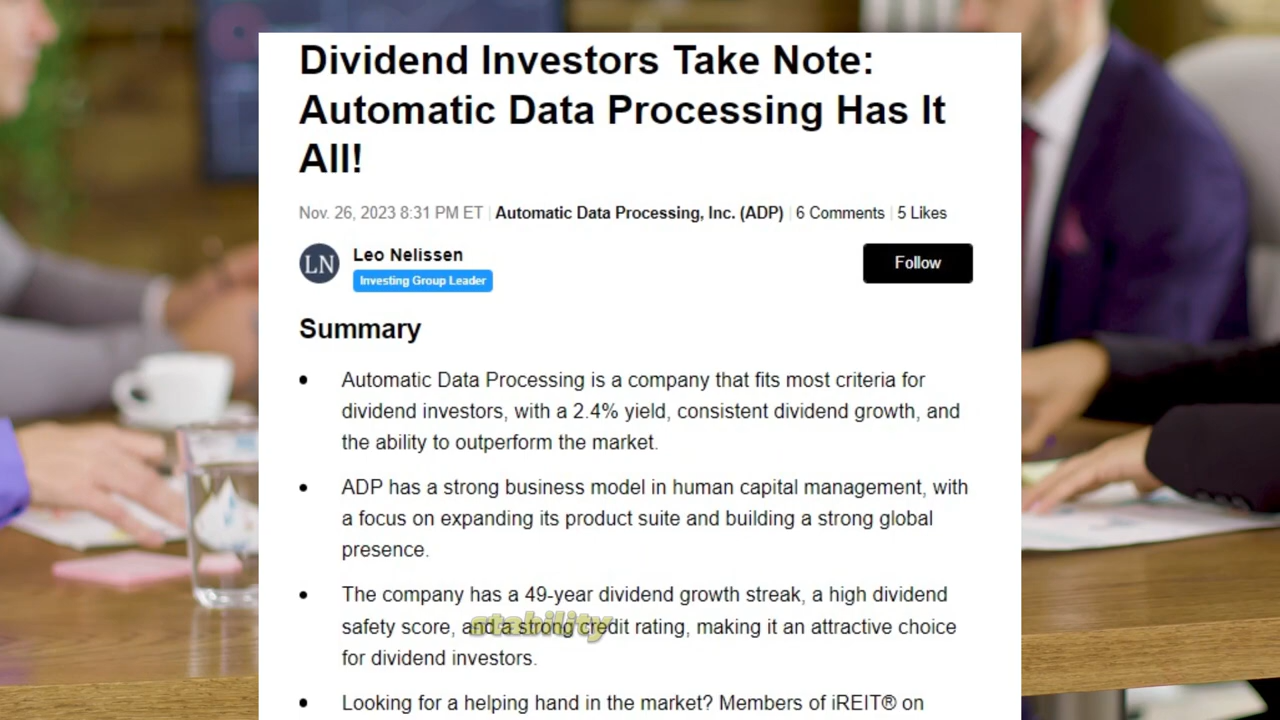 Dividend Investors Take Note:
Automatic Data Processing Has It
All!
Nov. 26, 2023 8:31 PM ET | Automatic Data Processing, Inc. (ADP) | 6 Comments | 5 Likes
LN
Leo Nelissen
Investing Group Leader
Follow
Summary
• Automatic Data Processing is a company that fits most criteria for
dividend investors, with a 2.4% yield, consistent dividend growth, and
the ability to outperform the market.
• ADP has a strong business model in human capital management, with
a focus on expanding its product suite and building a strong global
presence.
• The company has a 49-year dividend growth streak, a high dividend
safety score, and a strong credit rating, making it an attractive choice
stability
for dividend investors.
• Looking for a helping hand in the market? Members of iREIT® on